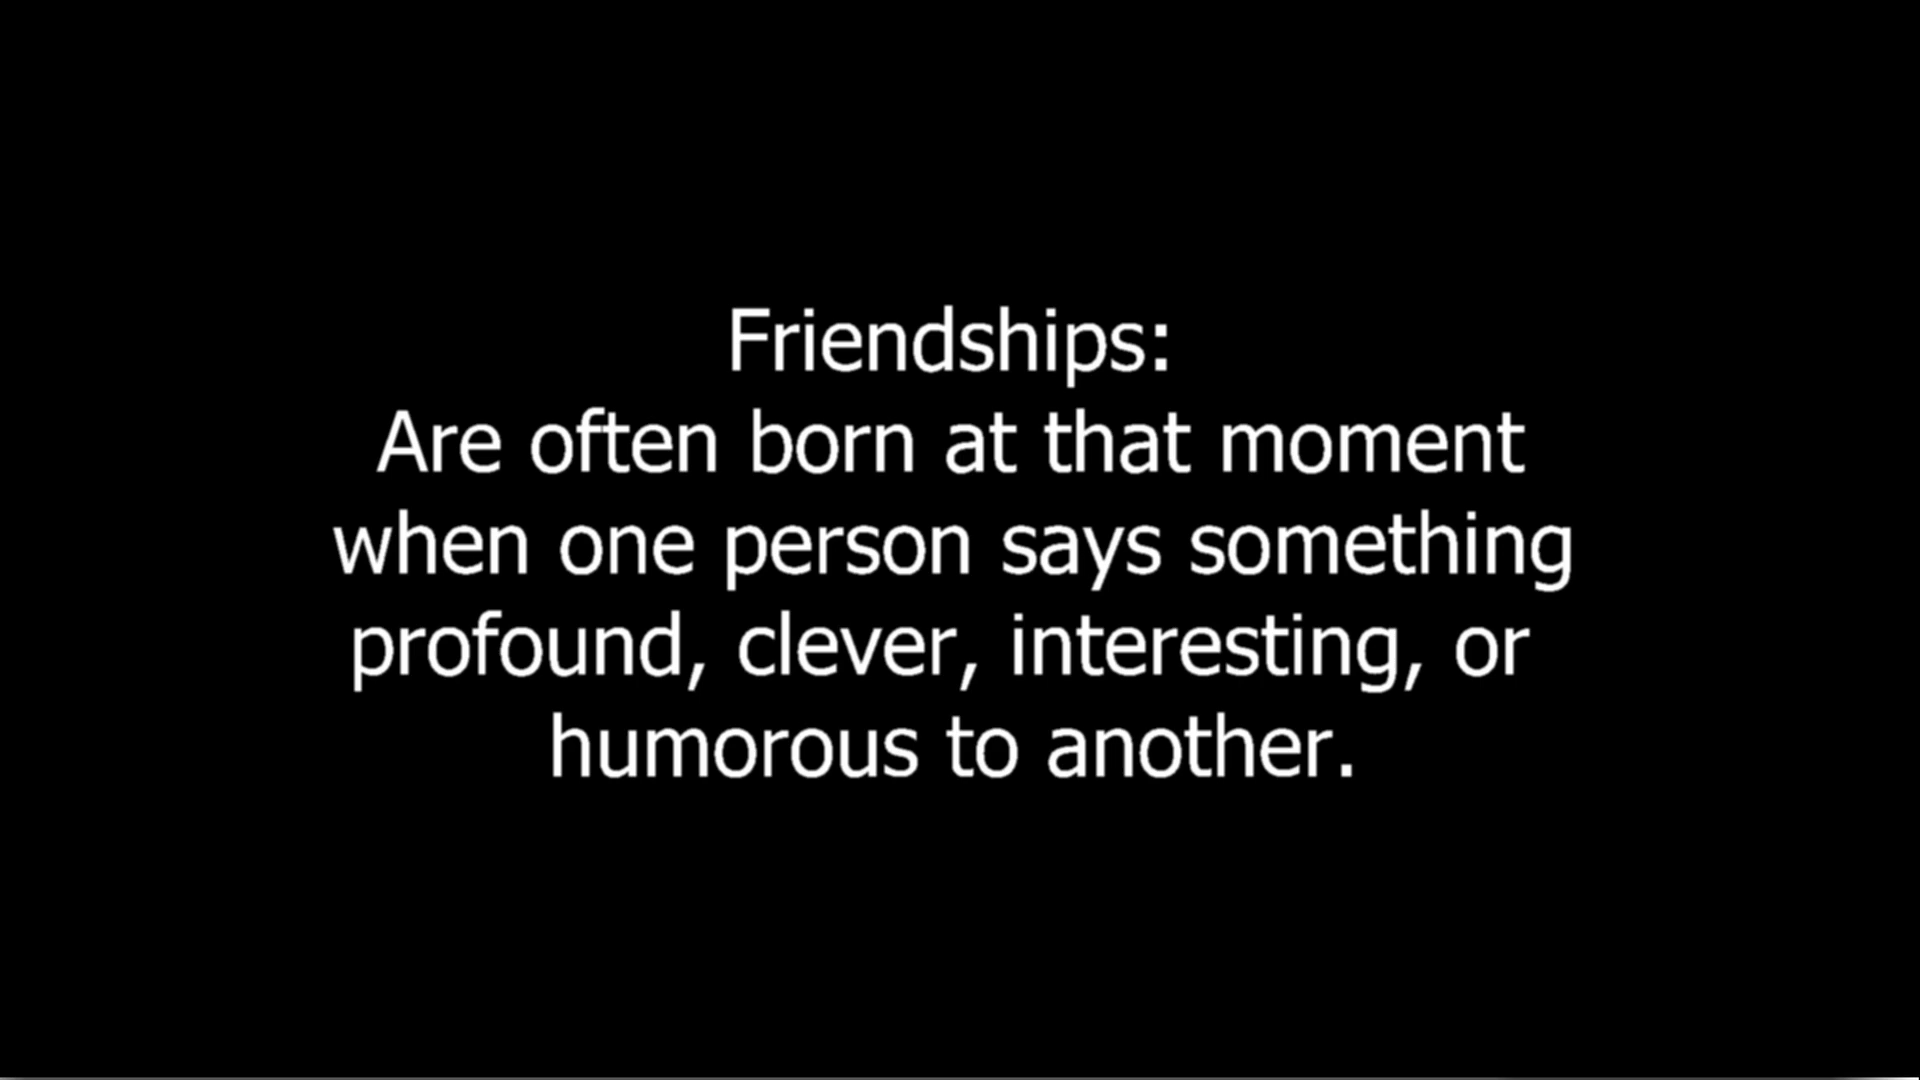 Friendships:
Are often born at that moment
when one person says something
profound, clever, interesting, or
humorous to another.